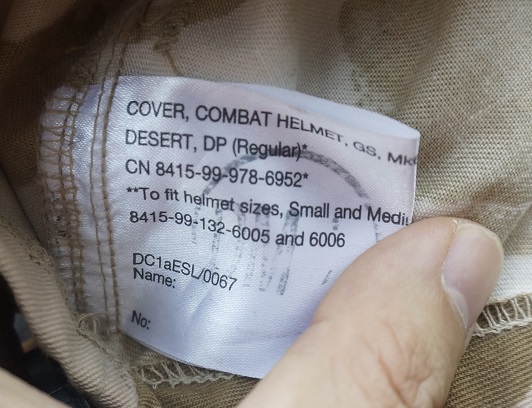 COVER, COMBAT HELMET, GS, MK
DESERT, DP (Regular)*
CN 8415-99-978-6952*
**To fit helmet sizes, Small and Medi
8415-99-132-6005 and 6006
DC1aESL/0067
Name:
No: